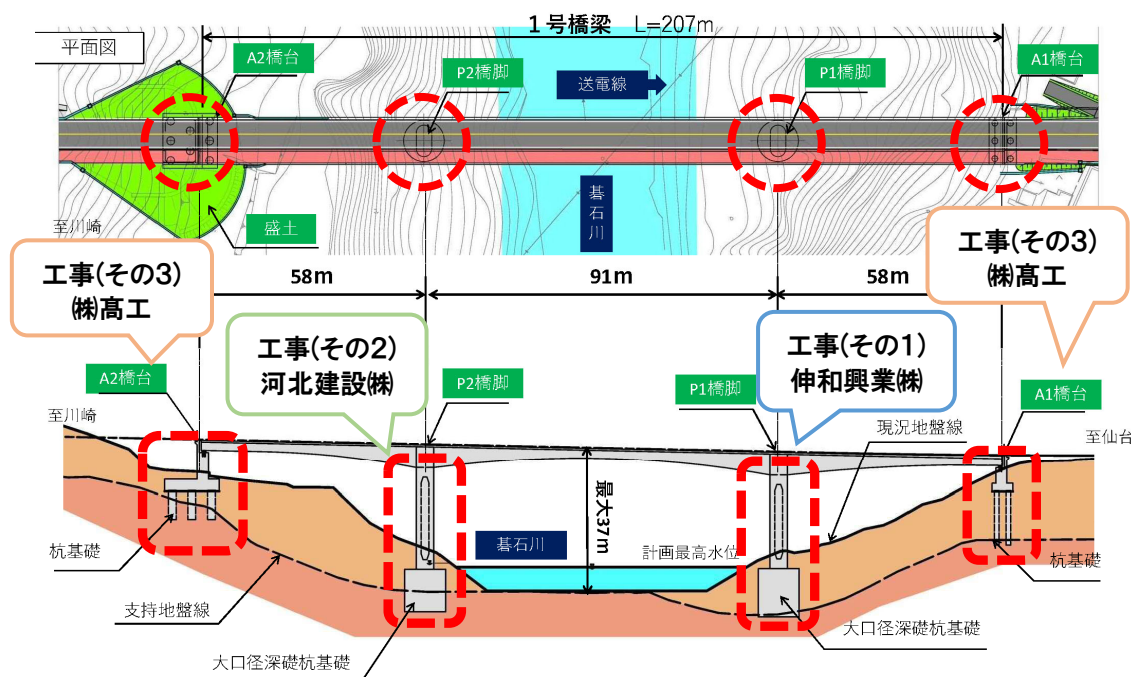 1号橋梁 L=207m
平面図
A2橋台
P2橋脚
送電線
P1橋脚
A1橋台
碁石川
至川崎
盛土
工事(その3)
㈱髙工
58m
91m
58m
工事(その3)
㈱髙工
工事(その2)
河北建設㈱
工事(その1)
伸和興業㈱
A2橋台
P2橋脚
P1橋脚
A1橋台
至川崎
現況地盤線
至仙台
最大37m
碁石川
計画最高水位
杭基礎
杭基礎
支持地盤線
大口径深礎杭基礎
大口径深礎杭基礎